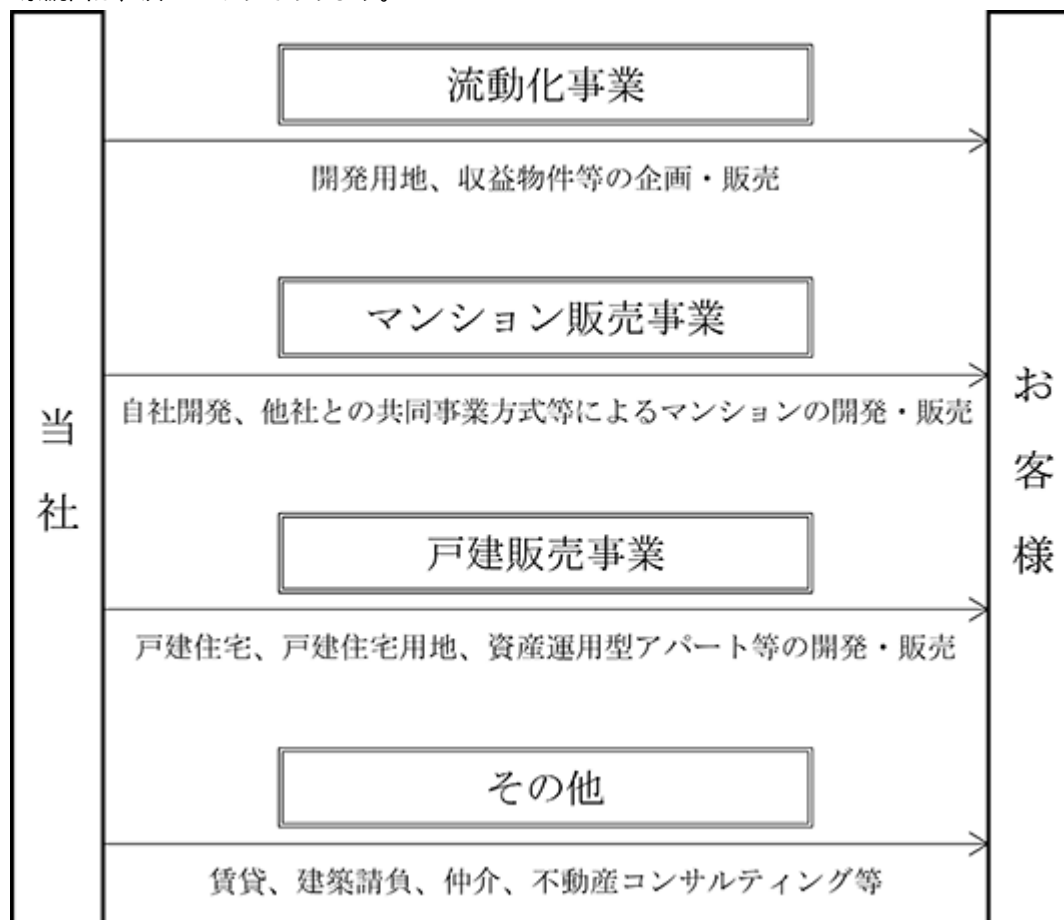 流動化事業
開発用地、収益物件等の企画・販売
マンション販売事業
自社開発、他社との共同事業方式等によるマンションの開発・販売
当社
お客様
戸建販売事業
戸建住宅、戸建住宅用地、資産運用型アパート等の開発・販売
その他
賃貸、建築請負、仲介、不動産コンサルティング等